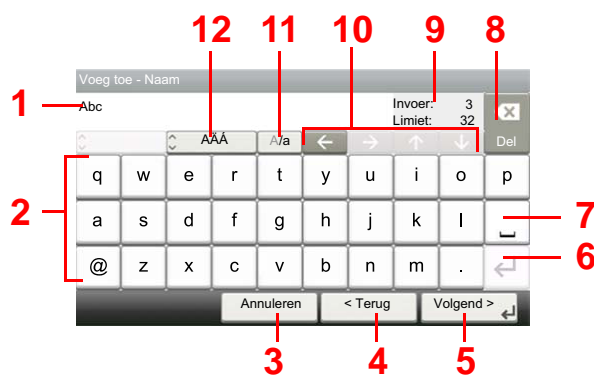 12 11 10 9 8
Voeg toe - Naam
1 Abc
Invoer: 3
Limiet: 32
AÄÁ A/a ← → ↑ ↓ Del
2
q w e r t y u i o p
a s d f g h j k l 7
@ z x c v b n m . 6
Annuleren < Terug Volgend >
3 4 5